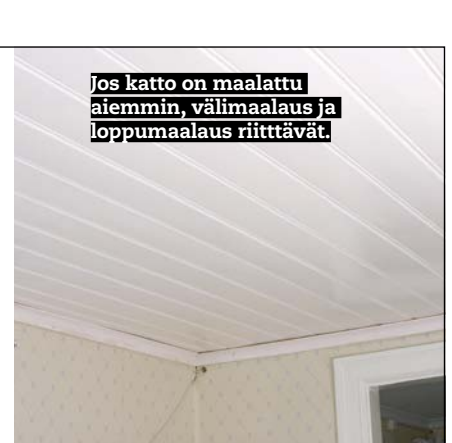 Jos katto on maalattu
aiemmin, välimaalaus ja
loppumaalaus riitttävät.